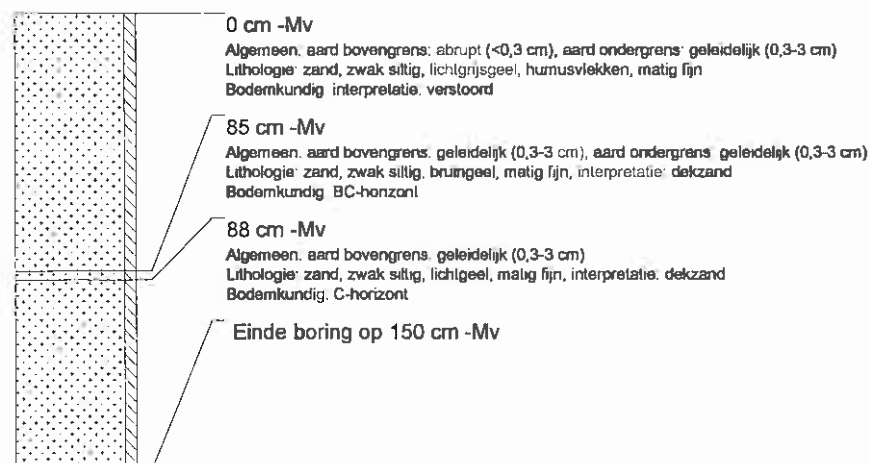 0 cm -Mv
Algemeen: aard bovengrens: abrupt (<0,3 cm), aard ondergrens: geleidelijk (0,3-3 cm)
Lithologie: zand, zwak siltig, lichtgrijsgeel, humusvlekken, matig fijn
Bodemkundig: interpretatie: verstoord
85 cm -Mv
Algemeen: aard bovengrens: geleidelijk (0,3-3 cm), aard ondergrens: geleidelijk (0,3-3 cm)
Lithologie: zand, zwak siltig, bruingeel, matig fijn, interpretatie: dekzand
Bodemkundig: BC-horizont
88 cm -Mv
Algemeen: aard bovengrens: geleidelijk (0,3-3 cm)
Lithologie: zand, zwak siltig, lichtgeel, matig fijn, interpretatie: dekzand
Bodemkundig: C-horizont
Einde boring op 150 cm -Mv